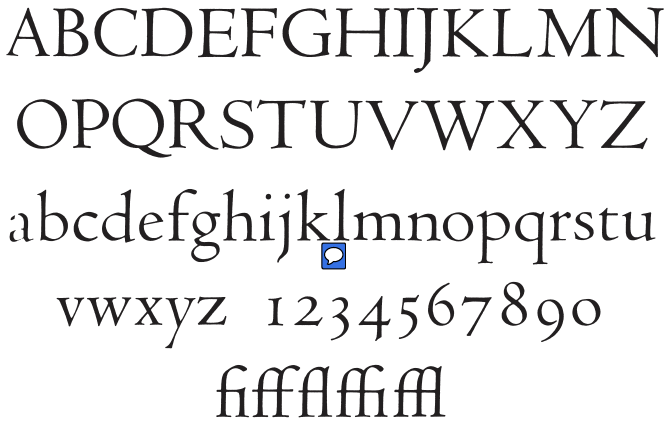 ABCDEFGHIJKLMN
OPQRSTUVWXYZ
abcdefghijklmnopqrstu
vwxyz 1234567890
fiffflffiffl